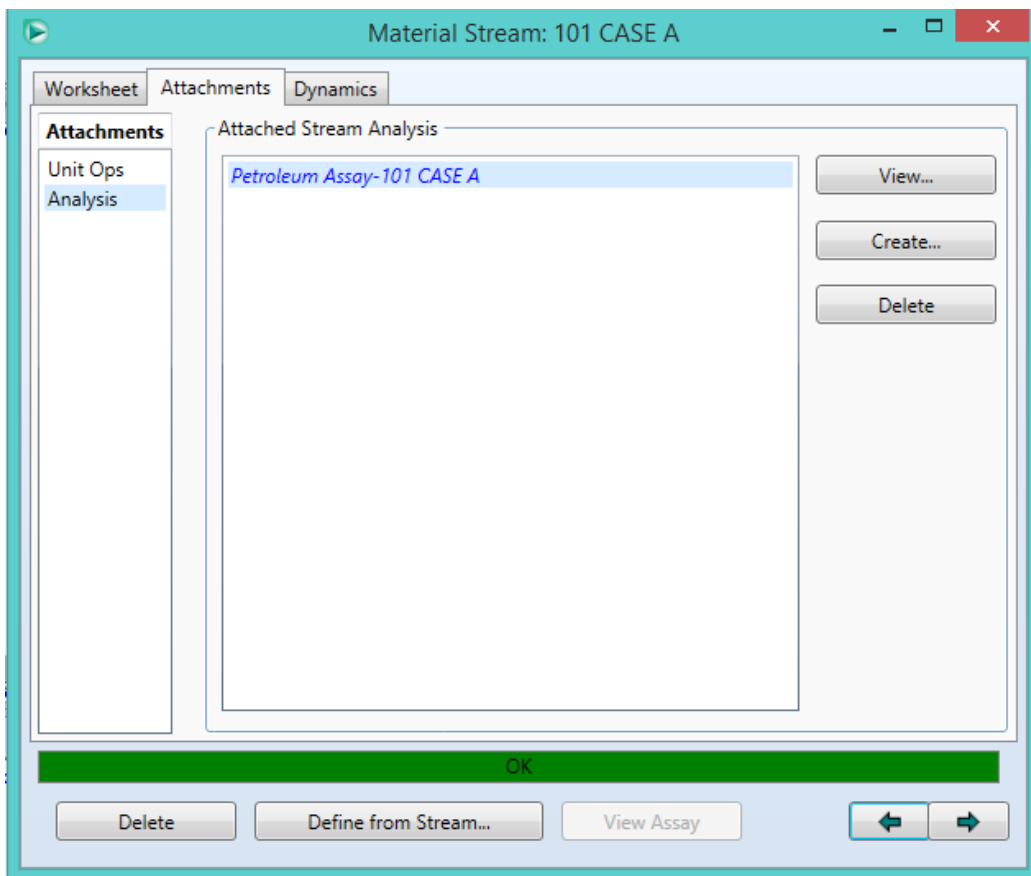 Material Stream: 101 CASE A
Worksheet Attachments Dynamics
Attachments
Unit Ops
Analysis
Attached Stream Analysis
Petroleum Assay-101 CASE A
View...
Create...
Delete
OK
Delete Define from Stream... View Assay